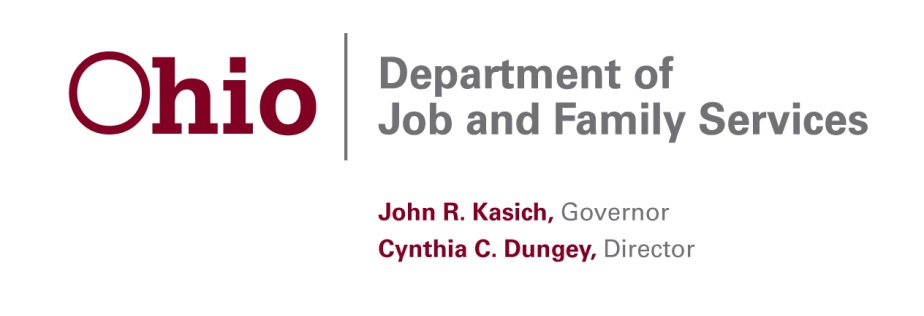 Ohio
Department of
Job and Family Services
John R. Kasich, Governor
Cynthia C. Dungey, Director